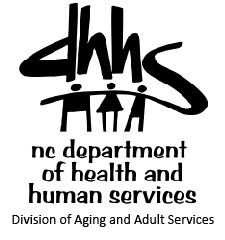 dhhs
nc department
of health and
human services
Division of Aging and Adult Services